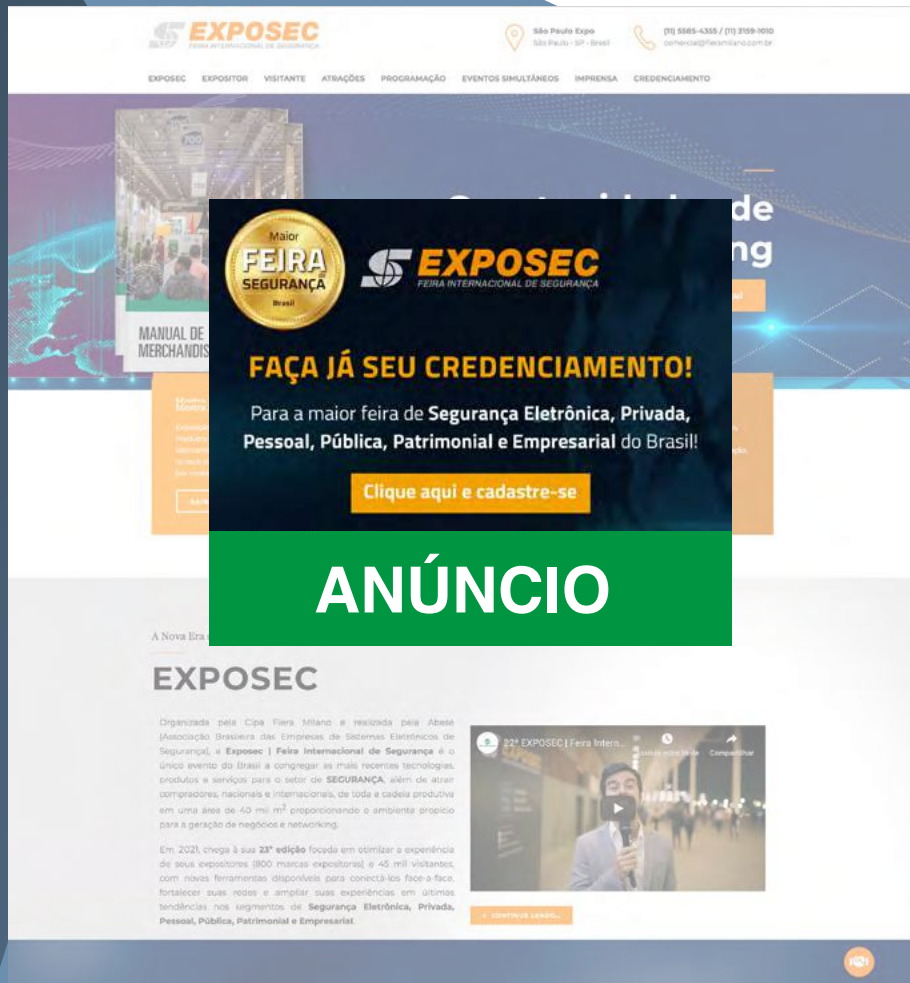 EXPOSEC
FEIRA INTERNACIONAL DE SEGURANÇA
São Paulo Expo
São Paulo - SP - Brasil
(11) 5585-4355 / (11) 3159-1010
comercial@fieramilano.com.br
EXPOSEC EXPOSITOR VISITANTE ATRAÇÕES PROGRAMAÇÃO EVENTOS SIMULTÂNEOS IMPRENSA CREDENCIAMENTO
de
ng
MANUAL DE
MERCHANDIS
Maior
FEIRA
DE
SEGURANÇA
Brasil
EXPOSEC
FEIRA INTERNACIONAL DE SEGURANÇA
FAÇA JÁ SEU CREDENCIAMENTO!
Para a maior feira de Segurança Eletrônica, Privada,
Pessoal, Pública, Patrimonial e Empresarial do Brasil!
Clique aqui e cadastre-se
ANÚNCIO
A Nova Era
EXPOSEC
Organizada pela Cipa Fiera Milano e realizada pela Abese
(Associação Brasileira das Empresas de Sistemas Eletrônicos de
Segurança), a Exposec | Feira Internacional de Segurança é o
único evento do Brasil a congregar as mais recentes tecnologias,
produtos e serviços para o setor de SEGURANÇA, além de atrair
compradores, nacionais e internacionais, de toda a cadeia produtiva
em uma área de 40 mil m² proporcionando o ambiente propício
para a geração de negócios e networking.
Em 2021, chega à sua 23ª edição focada em otimizar a experiência
de seus expositores (800 marcas expositoras) e 45 mil visitantes,
com novas ferramentas disponíveis para conectá-los face-a-face,
fortalecer suas redes e ampliar suas experiências em últimas
tendências nos segmentos de Segurança Eletrônica, Privada,
Pessoal, Pública, Patrimonial e Empresarial.
22ª EXPOSEC | Feira Intern...
Compartilhar
CONTINUE LENDO...